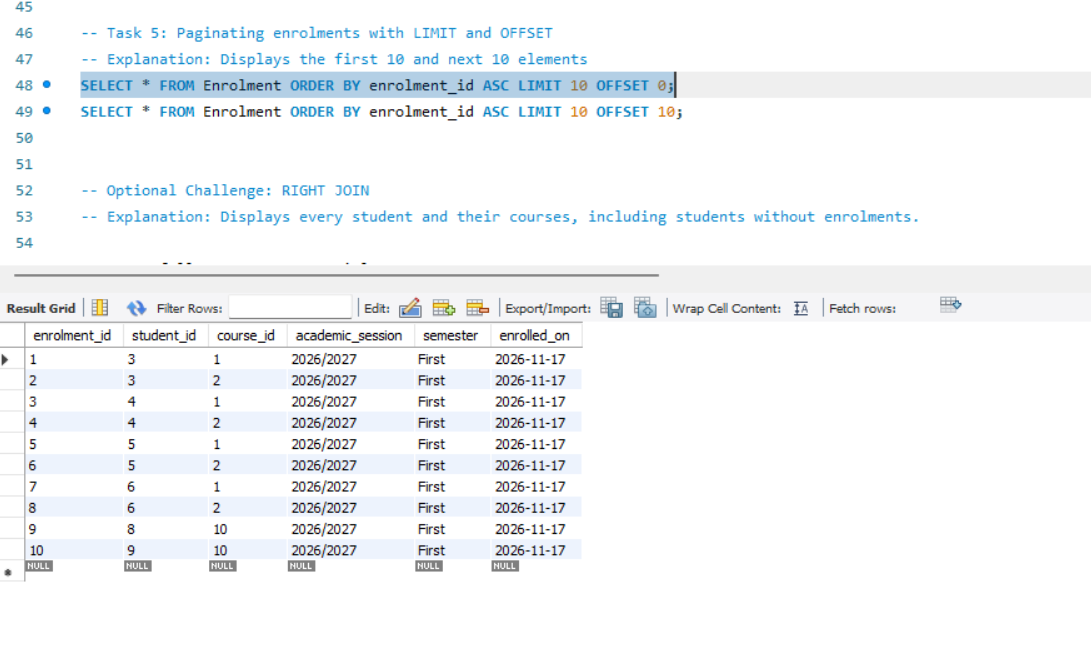 45
46 -- Task 5: Paginating enrolments with LIMIT and OFFSET
47 -- Explanation: Displays the first 10 and next 10 elements
48 SELECT * FROM Enrolment ORDER BY enrolment_id ASC LIMIT 10 OFFSET 0;
49 SELECT * FROM Enrolment ORDER BY enrolment_id ASC LIMIT 10 OFFSET 10;
50
51
52 -- Optional Challenge: RIGHT JOIN
53 -- Explanation: Displays every student and their courses, including students without enrolments.
54
Result Grid Filter Rows: Edit: Export/Import: Wrap Cell Content: Fetch rows:
enrolment_id student_id course_id academic_session semester enrolled_on
1 3 1 2026/2027 First 2026-11-17
2 3 2 2026/2027 First 2026-11-17
3 4 1 2026/2027 First 2026-11-17
4 4 2 2026/2027 First 2026-11-17
5 5 1 2026/2027 First 2026-11-17
6 5 2 2026/2027 First 2026-11-17
7 6 1 2026/2027 First 2026-11-17
8 6 2 2026/2027 First 2026-11-17
9 8 10 2026/2027 First 2026-11-17
10 9 10 2026/2027 First 2026-11-17
NULL NULL NULL NULL NULL NULL